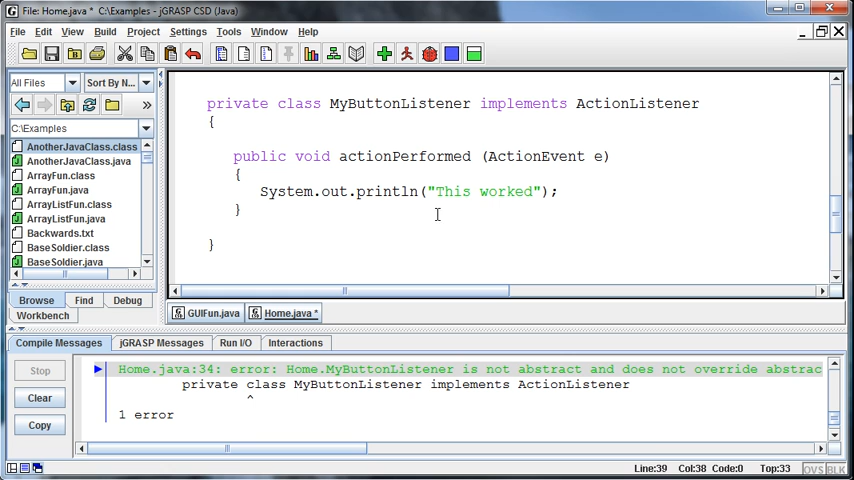 File: Home.java * C:\Examples - jGRASP CSD (Java)
File Edit View Build Project Settings Tools Window Help
All Files Sort By N...
C:\Examples
AnotherJavaClass.class
AnotherJavaClass.java
ArrayFun.class
ArrayFun.java
ArrayListFun.class
ArrayListFun.java
Backwards.txt
BaseSoldier.class
BaseSoldier.java
Browse Find Debug
Workbench
private class MyButtonListener implements ActionListener
{
public void actionPerformed (ActionEvent e)
{
System.out.println("This worked");
}
}
GUIFun.java Home.java *
Compile Messages jGRASP Messages Run I/O Interactions
Stop
Clear
Copy
Home.java:34: error: Home.MyButtonListener is not abstract and does not override abstrac
private class MyButtonListener implements ActionListener
^
1 error
Line:39 Col:38 Code:0 Top:33 OVS BLK